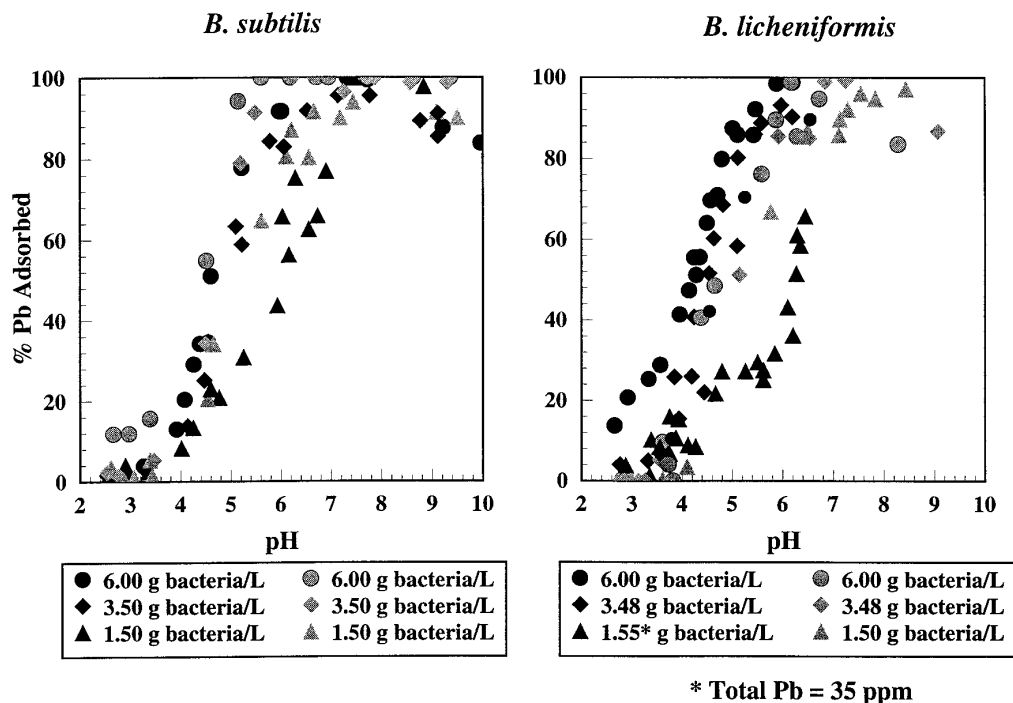 B. subtilis
B. licheniformis
% Pb Adsorbed
100
80
60
40
20
0
2 3 4 5 6 7 8 9 10
pH
100
80
60
40
20
0
2 3 4 5 6 7 8 9 10
pH
6.00 g bacteria/L 6.00 g bacteria/L
3.50 g bacteria/L 3.50 g bacteria/L
1.50 g bacteria/L 1.50 g bacteria/L
6.00 g bacteria/L 6.00 g bacteria/L
3.48 g bacteria/L 3.48 g bacteria/L
1.55* g bacteria/L 1.50 g bacteria/L
* Total Pb = 35 ppm